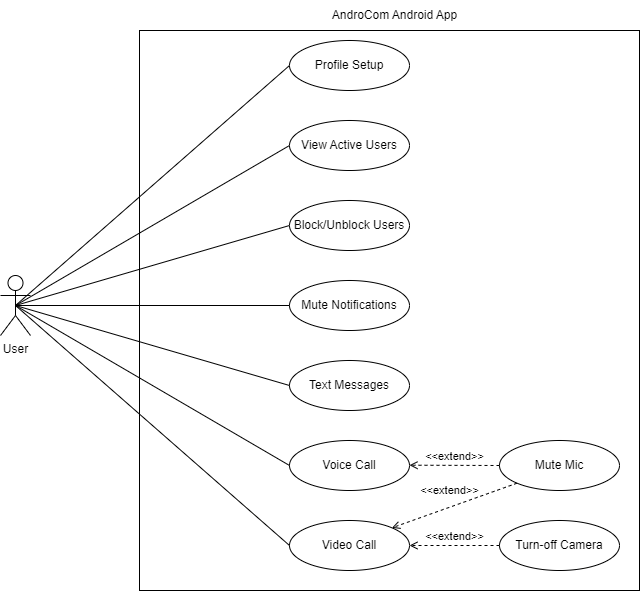 AndroCom Android App
Profile Setup
View Active Users
Block/Unblock Users
Mute Notifications
User
Text Messages
Voice Call
<<extend>>
Mute Mic
<<extend>>
Video Call
<<extend>>
Turn-off Camera